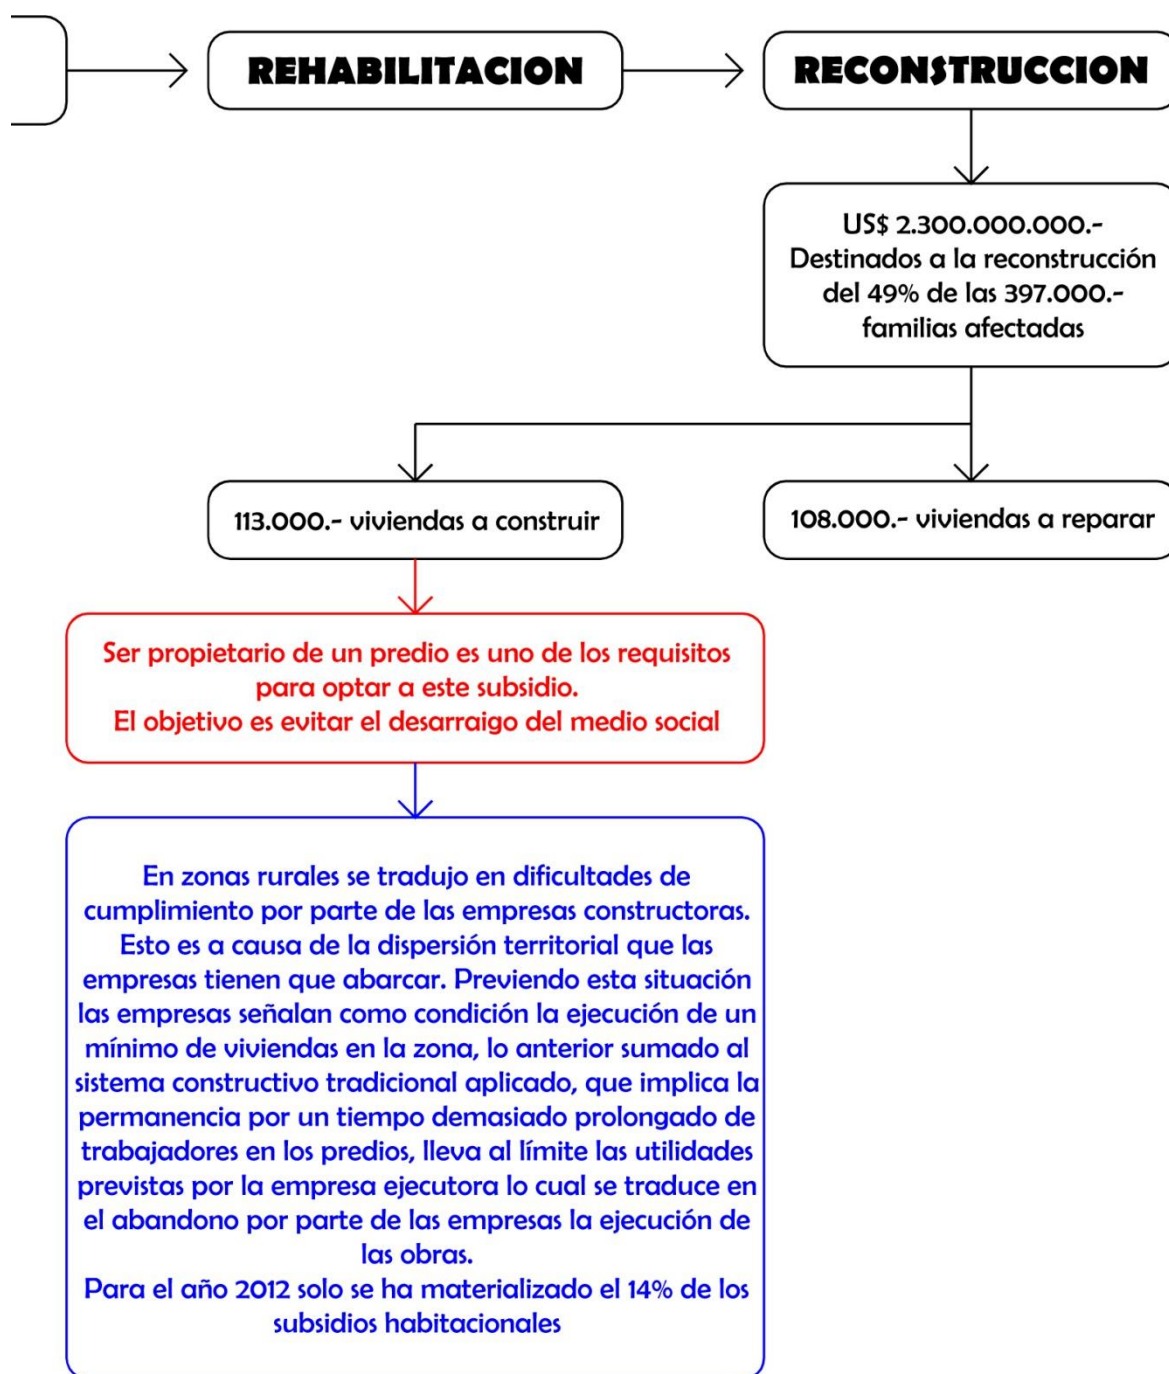 REHABILITACION
RECONSTRUCCION
US$ 2.300.000.000.-
Destinados a la reconstrucción
del 49% de las 397.000.-
familias afectadas
113.000.- viviendas a construir
108.000.- viviendas a reparar
Ser propietario de un predio es uno de los requisitos
para optar a este subsidio.
El objetivo es evitar el desarraigo del medio social
En zonas rurales se tradujo en dificultades de
cumplimiento por parte de las empresas constructoras.
Esto es a causa de la dispersión territorial que las
empresas tienen que abarcar. Previendo esta situación
las empresas señalan como condición la ejecución de un
mínimo de viviendas en la zona, lo anterior sumado al
sistema constructivo tradicional aplicado, que implica la
permanencia por un tiempo demasiado prolongado de
trabajadores en los predios, lleva al límite las utilidades
previstas por la empresa ejecutora lo cual se traduce en
el abandono por parte de las empresas la ejecución de
las obras.
Para el año 2012 solo se ha materializado el 14% de los
subsidios habitacionales